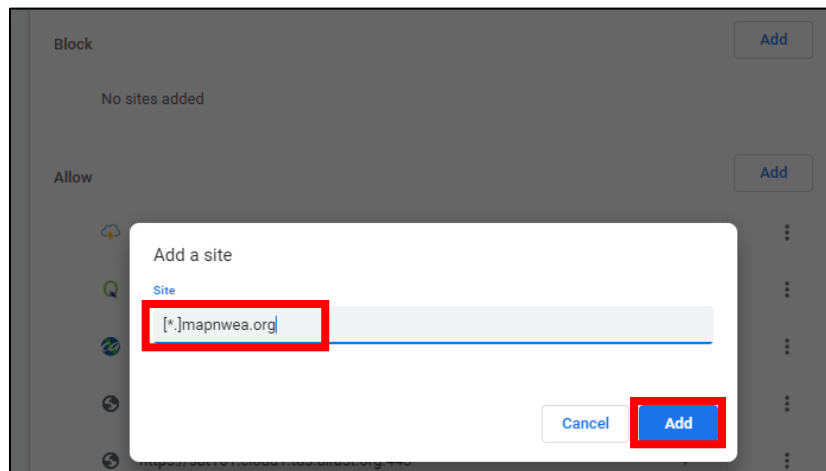 Block
Add
No sites added
Allow
Add
Add a site
Site
[*.]mapnwea.org
Cancel
Add